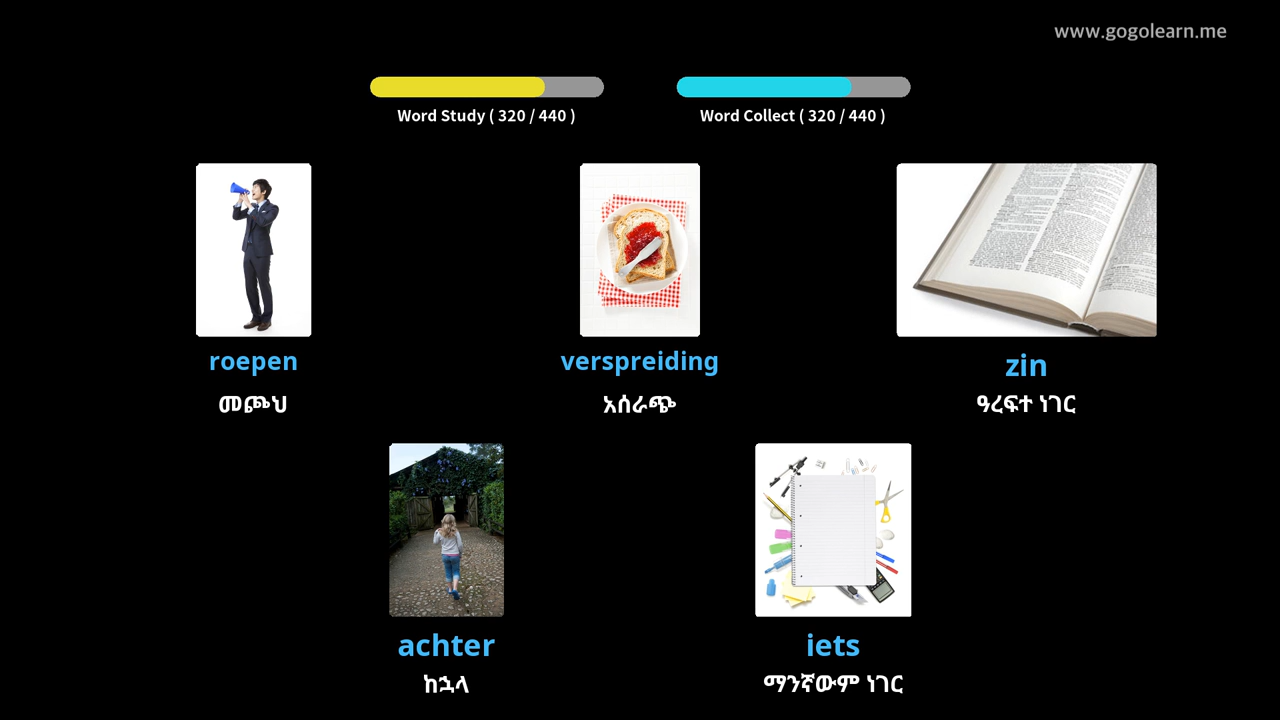 www.gogolearn.me
Word Study ( 320 / 440 )
Word Collect ( 320 / 440 )
roepen
verspreiding
zin
መጮህ
አሰራጭ
ዓረፍተ ነገር
achter
iets
ከኋላ
ማንኛውም ነገር